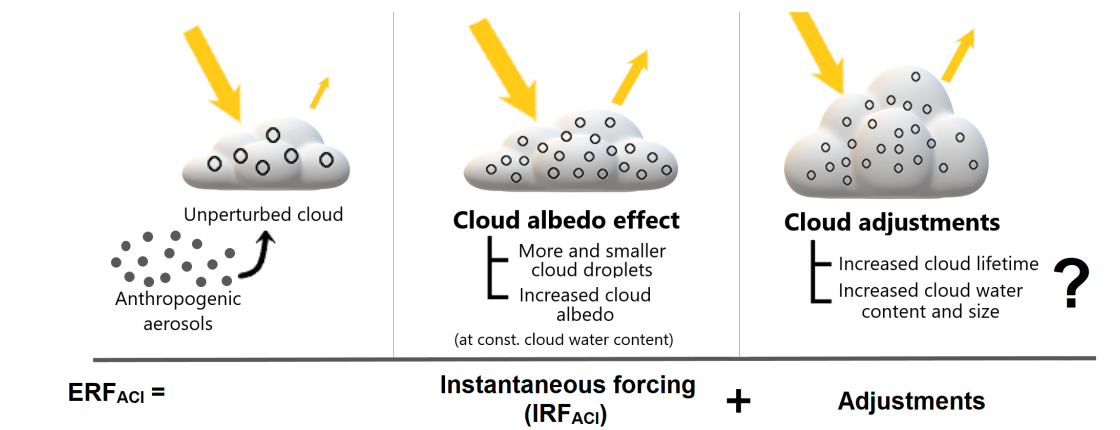 Unperturbed cloud
Anthropogenic
aerosols
Cloud albedo effect
More and smaller
cloud droplets
Increased cloud
albedo
(at const. cloud water content)
Cloud adjustments
Increased cloud lifetime
Increased cloud water
content and size
?
ERFACI =
Instantaneous forcing
(IRFACI)
+
Adjustments